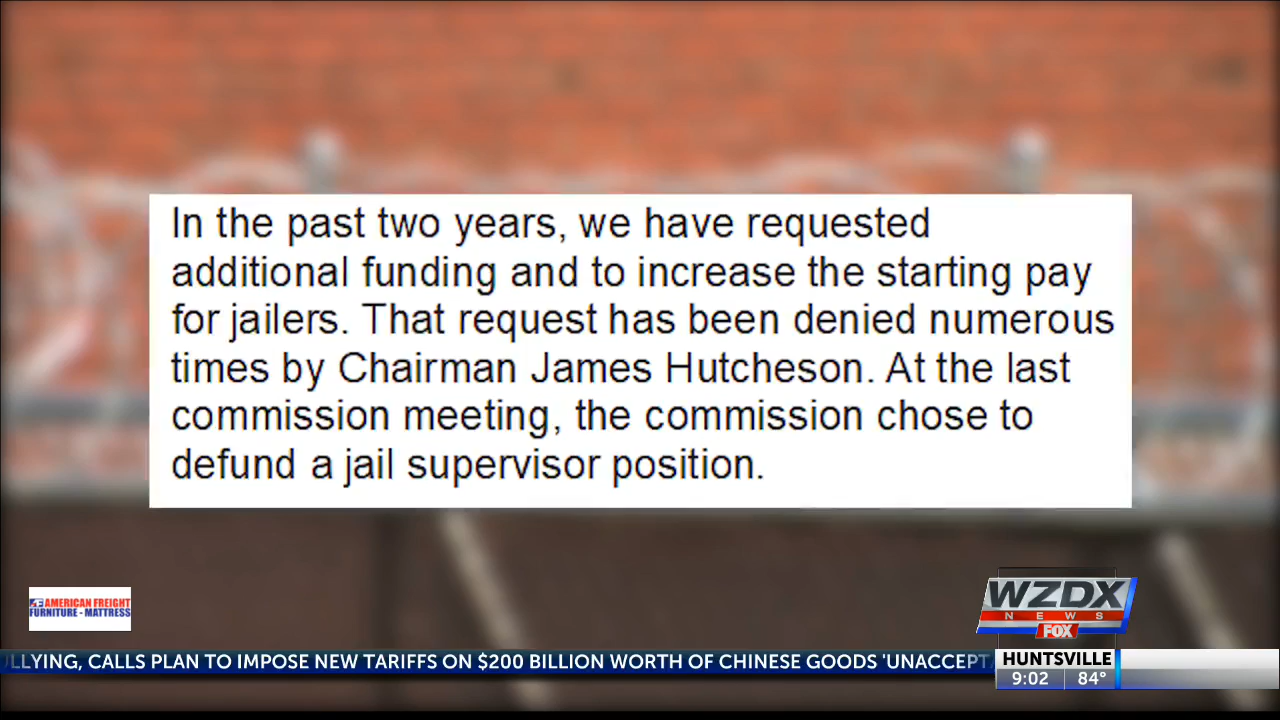 In the past two years, we have requested
additional funding and to increase the starting pay
for jailers. That request has been denied numerous
times by Chairman James Hutcheson. At the last
commission meeting, the commission chose to
defund a jail supervisor position.
AMERICAN FREIGHT
FURNITURE - MATTRESS
WZDX
NEWS
FOX
LLYING, CALLS PLAN TO IMPOSE NEW TARIFFS ON $200 BILLION WORTH OF CHINESE GOODS 'UNACCEPT
HUNTSVILLE
9:02 84°